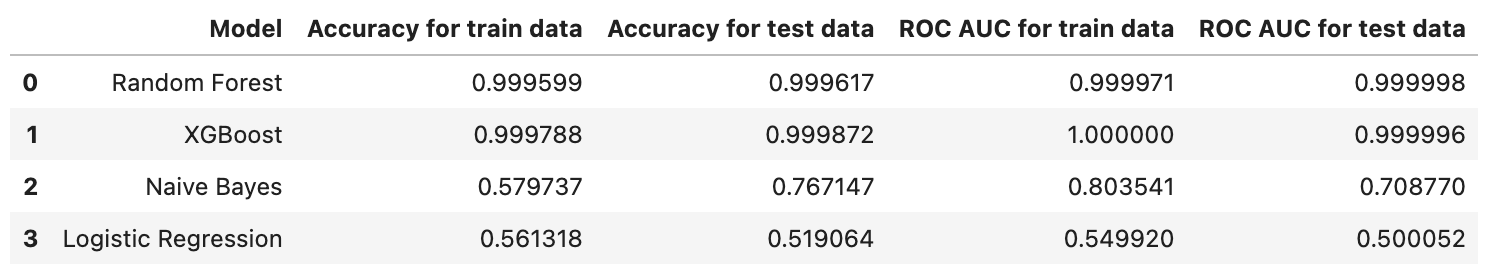 Model Accuracy for train data Accuracy for test data ROC AUC for train data ROC AUC for test data
0 Random Forest 0.999599 0.999617 0.999971 0.999998
1 XGBoost 0.999788 0.999872 1.000000 0.999996
2 Naive Bayes 0.579737 0.767147 0.803541 0.708770
3 Logistic Regression 0.561318 0.519064 0.549920 0.500052